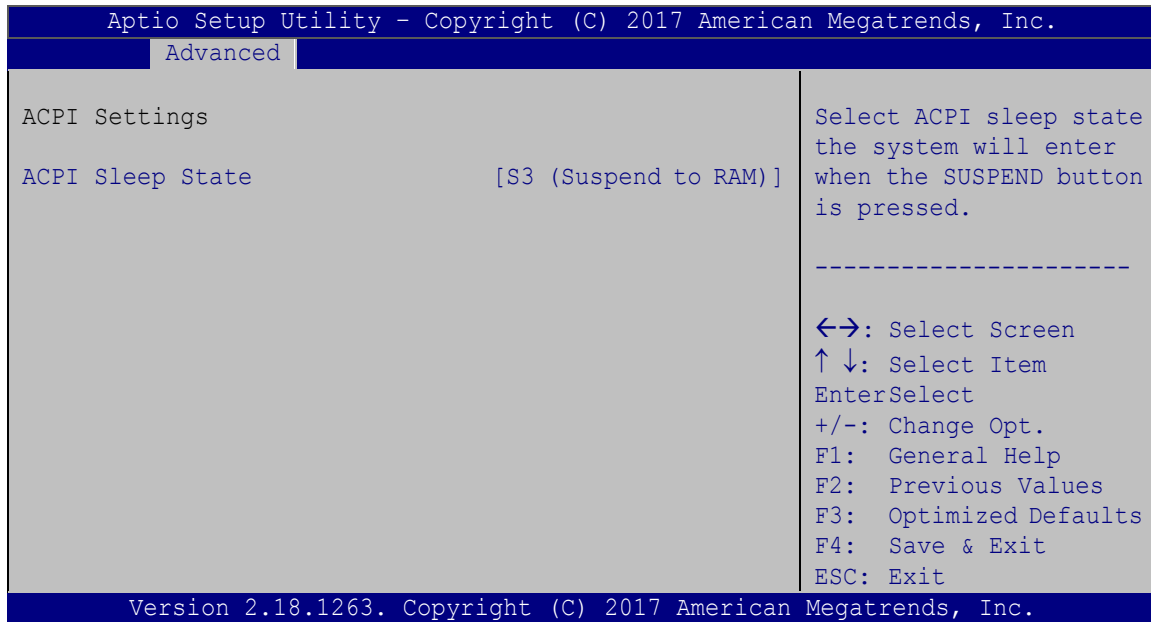 Aptio Setup Utility – Copyright (C) 2017 American Megatrends, Inc.
Advanced
ACPI Settings
ACPI Sleep State [S3 (Suspend to RAM)]
Select ACPI sleep state
the system will enter
when the SUSPEND button
is pressed.
----------------------
←→: Select Screen
↑ ↓: Select Item
EnterSelect
+/-: Change Opt.
F1: General Help
F2: Previous Values
F3: Optimized Defaults
F4: Save & Exit
ESC: Exit
Version 2.18.1263. Copyright (C) 2017 American Megatrends, Inc.